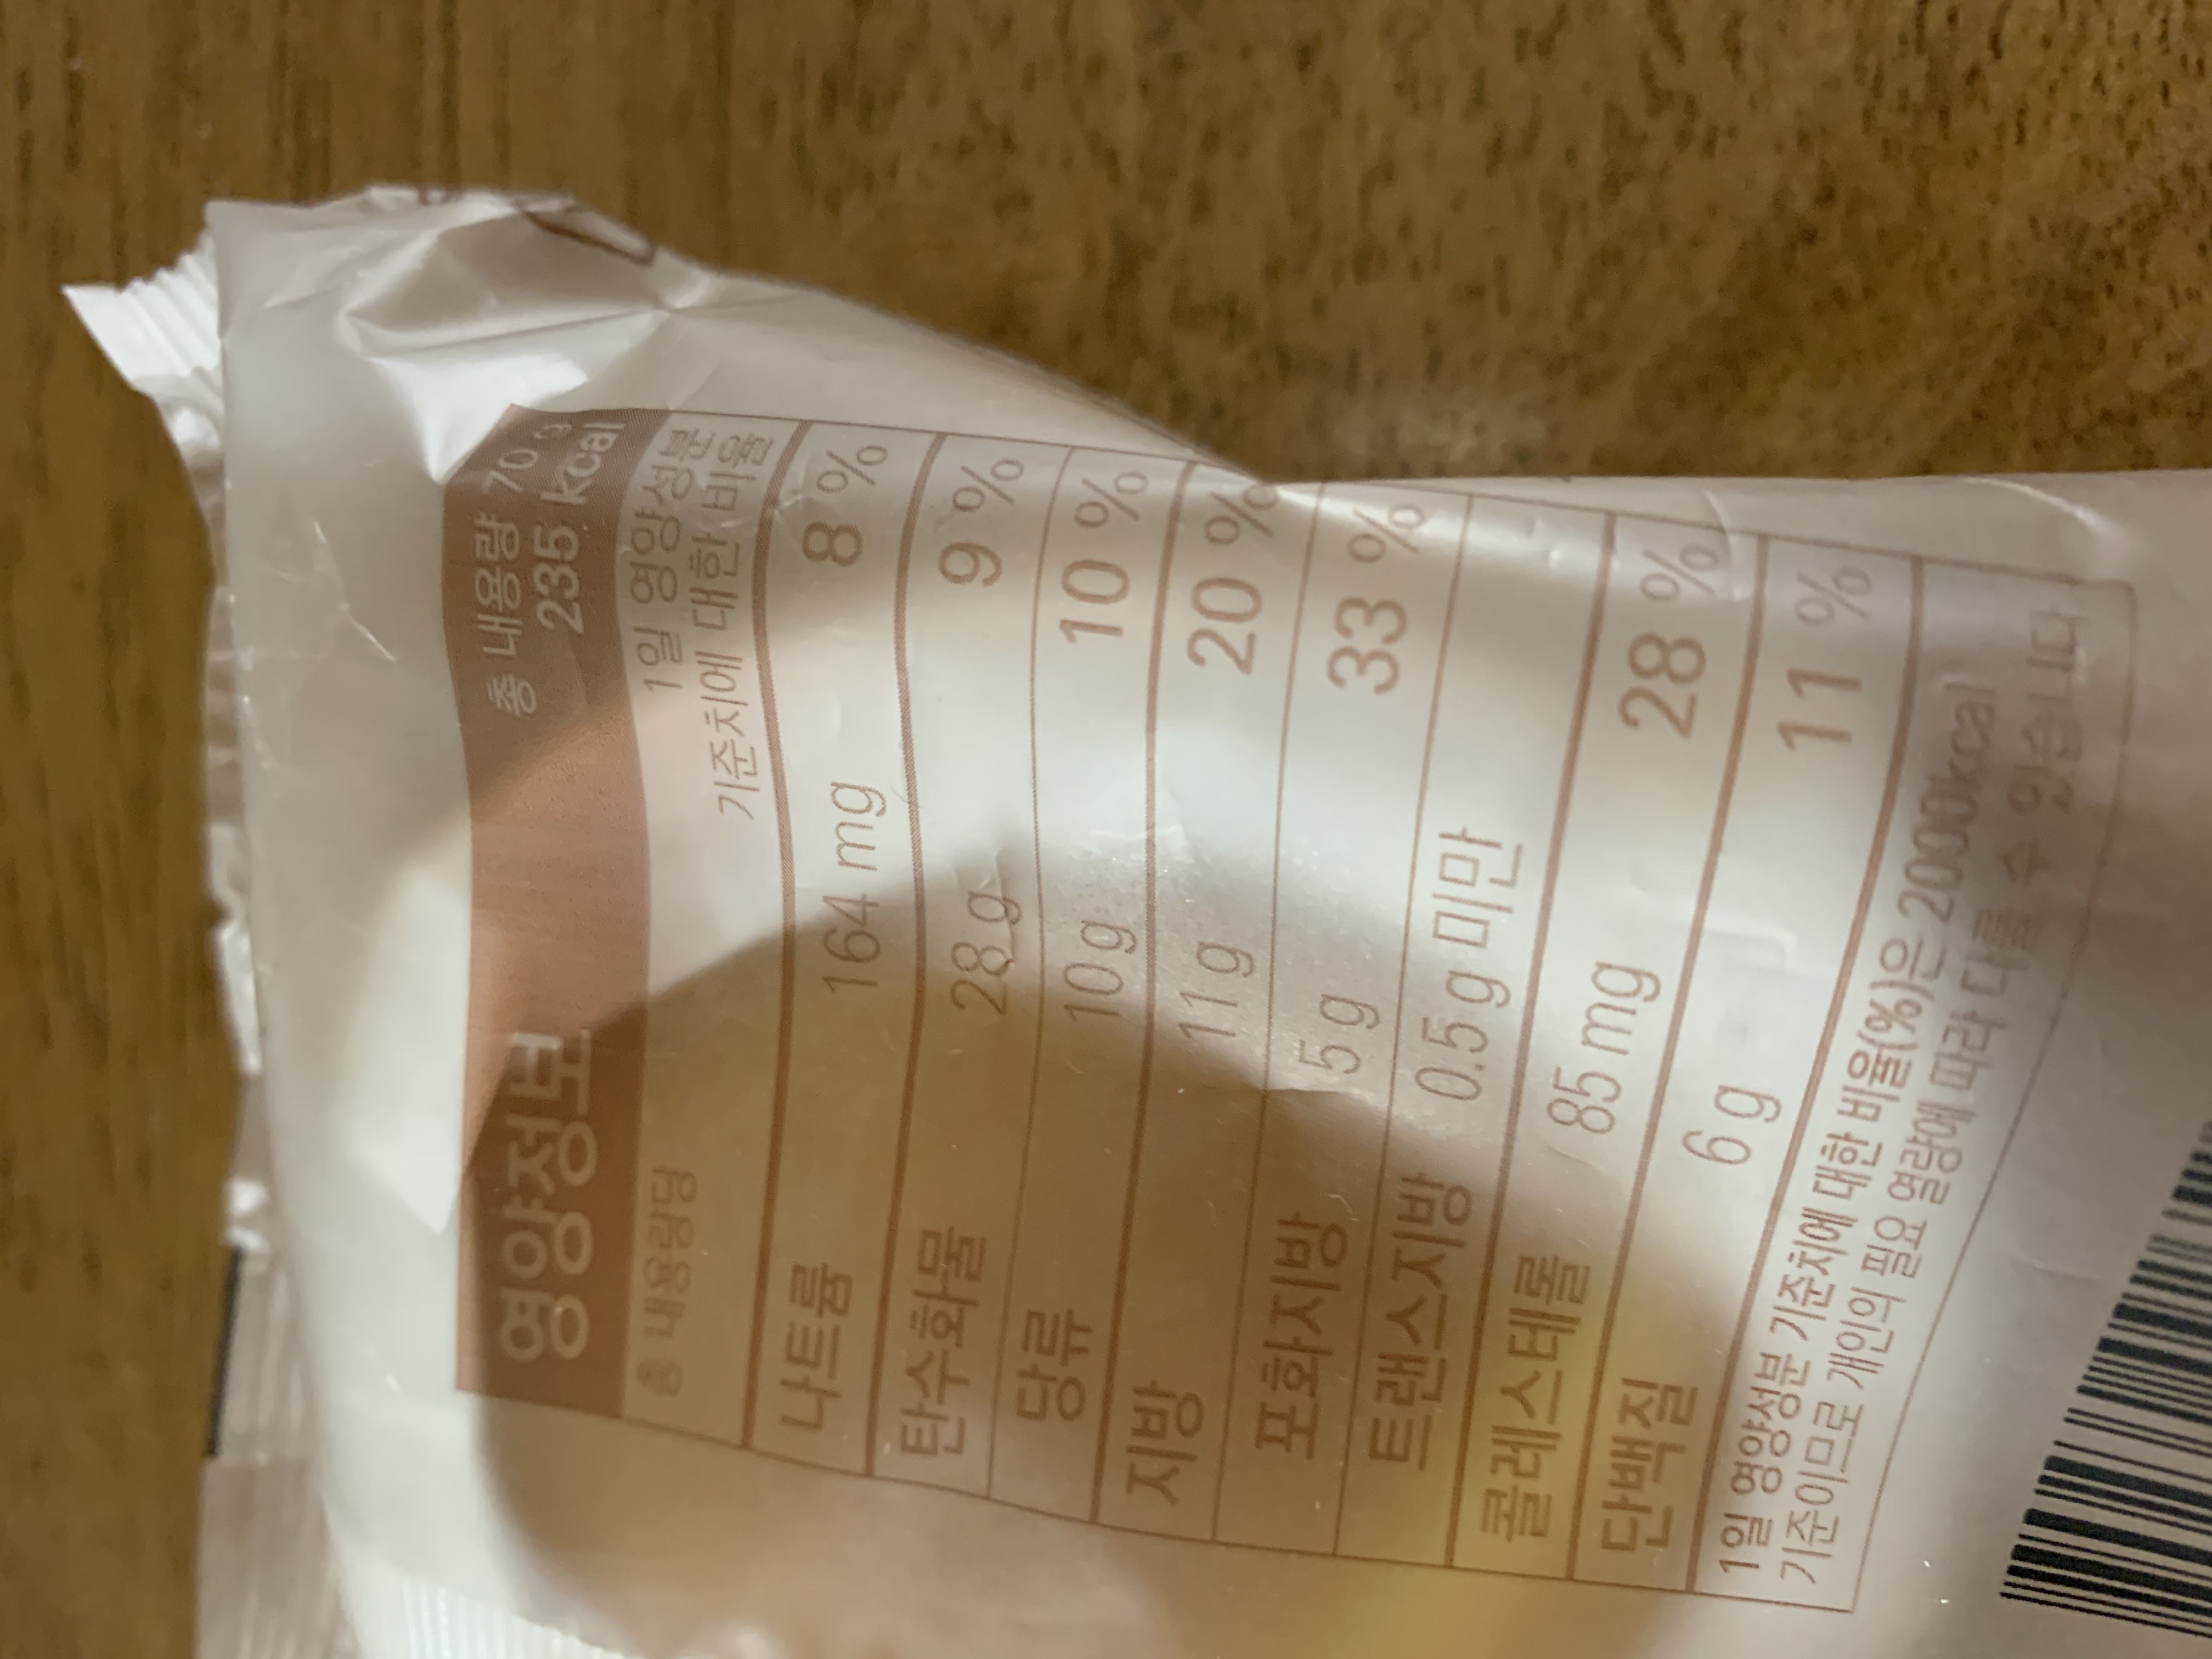 영양정보
총 내용량 70 g
235 kcal
총 내용량당
1일 영양성분
기준치에 대한 비율
나트륨 164 mg 8 %
탄수화물 28 g 9 %
당류 10 g 10 %
지방 11 g 20 %
포화지방 5 g 33 %
트랜스지방 0.5 g 미만
콜레스테롤 85 mg 28 %
단백질 6 g 11 %
1일 영양성분 기준치에 대한 비율(%)은 2000kcal
기준이므로 개인의 필요 열량에 따라 다를 수 있습니다